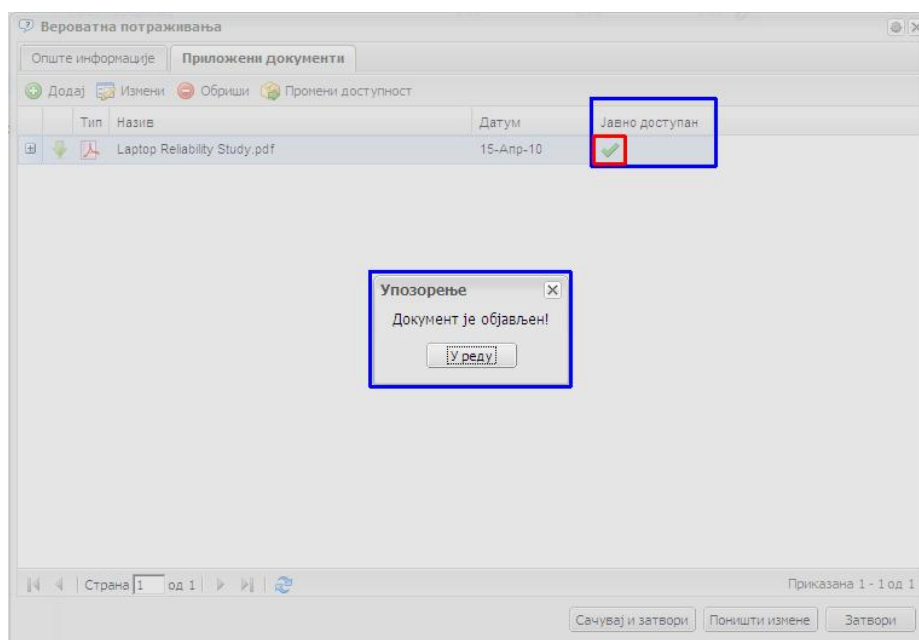 Вероватна потраживања
Опште информације Приложени документи
Додај Измени Обриши Промени доступност
Тип Назив Датум Јавно доступан
Laptop Reliability Study.pdf 15-Апр-10
Упозорење
Документ је објављен!
У реду
Страна 1 од 1 Приказана 1 - 1 од 1
Сачувај и затвори Поништи измене Затвори